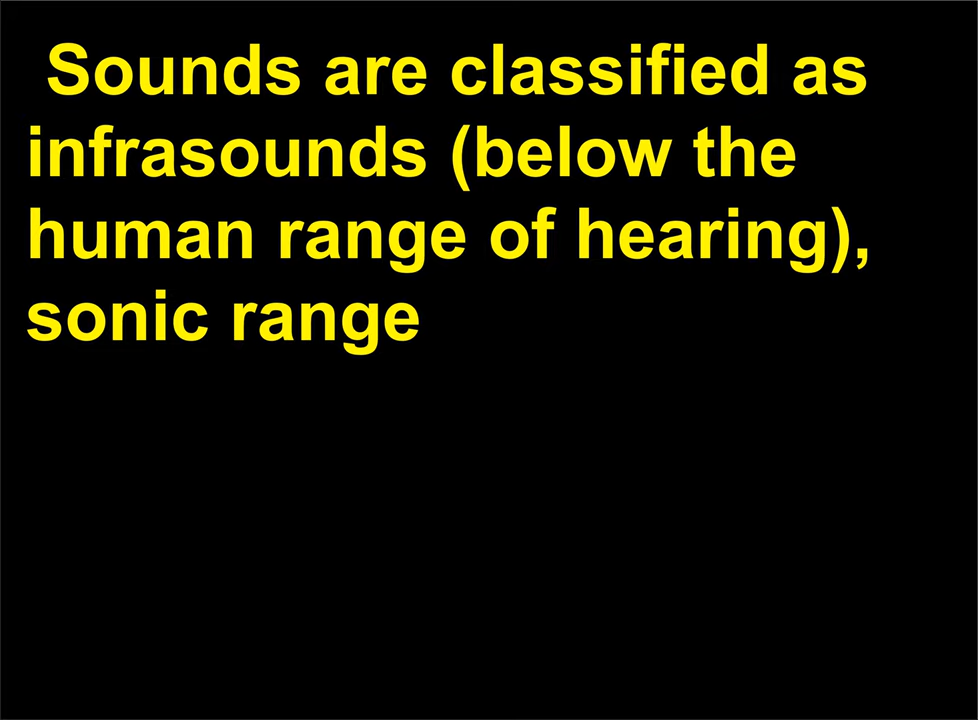 Sounds are classified as
infrasounds (below the
human range of hearing),
sonic range